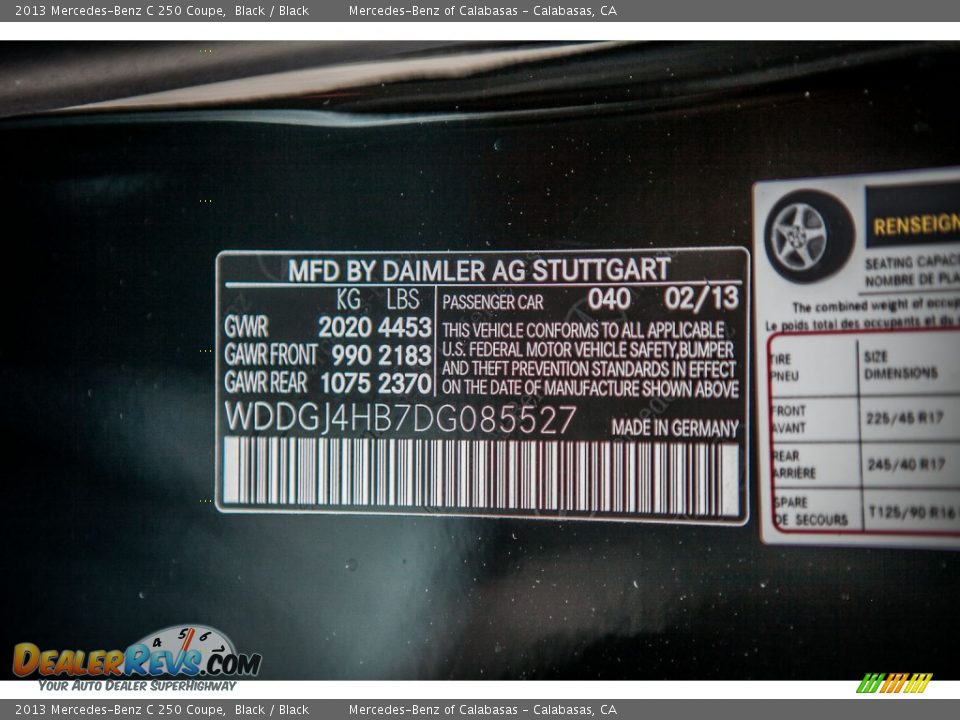 2013 Mercedes-Benz C 250 Coupe, Black / Black Mercedes-Benz of Calabasas - Calabasas, CA
MFD BY DAIMLER AG STUTTGART
KG LBS
GVWR 2020 4453
GAWR FRONT 990 2183
GAWR REAR 1075 2370
PASSENGER CAR 040 02/13
THIS VEHICLE CONFORMS TO ALL APPLICABLE
U.S. FEDERAL MOTOR VEHICLE SAFETY,BUMPER
AND THEFT PREVENTION STANDARDS IN EFFECT
ON THE DATE OF MANUFACTURE SHOWN ABOVE
WDDGJ4HB7DG085527 MADE IN GERMANY
RENSEIGN
SEATING CAPAC
NOMBRE DE PLA
The combined weight of occup
Le poids total des occupants et du
TIRE SIZE
PNEU DIMENSIONS
FRONT
AVANT 225/45 R17
REAR
ARRIÈRE 245/40 R17
SPARE
DE SECOURS T125/90 R16
4 5 6
DEALERREVS.COM
YOUR AUTO DEALER SUPERHIGHWAY
2013 Mercedes-Benz C 250 Coupe, Black / Black Mercedes-Benz of Calabasas - Calabasas, CA